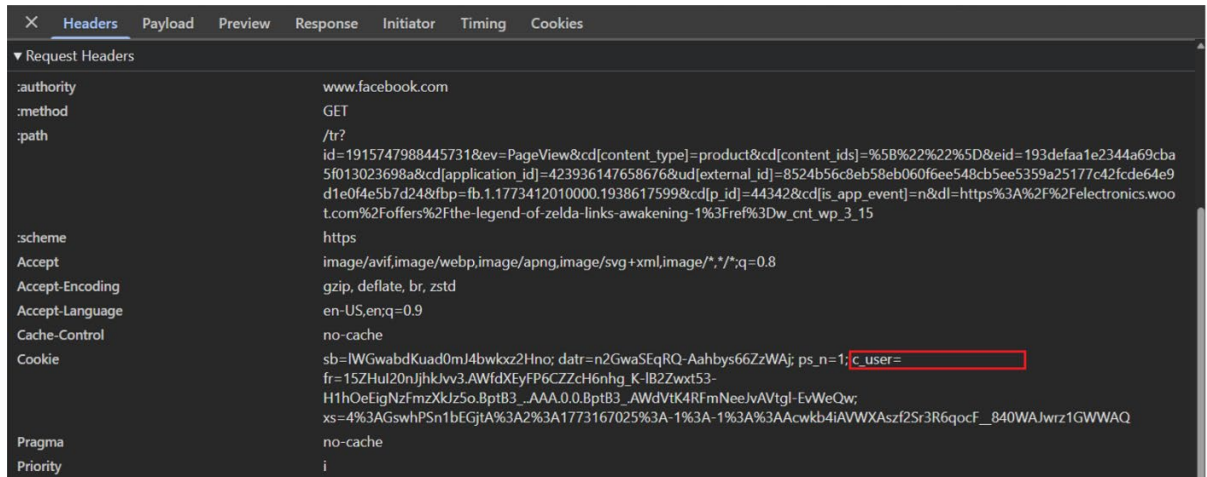 Headers Payload Preview Response Initiator Timing Cookies
Request Headers
:authority www.facebook.com
:method GET
:path /tr?
id=1915747988445731&ev=PageView&cd[content_type]=product&cd[content_ids]=%5B%22%22%5D&eid=193defaa1e2344a69cba
5f013023698a&cd[application_id]=423936147658676&ud[external_id]=8524b56c8eb58eb060f6ee548cb5ee5359a25177c42fcde64e9
d1e0f4e5b7d24&fbp=fb.1.1773412010000.1938617599&cd[p_id]=44342&cd[is_app_event]=n&dl=https%3A%2F%2Felectronics.woo
t.com%2Foffers%2Fthe-legend-of-zelda-links-awakening-1%3Fref%3Dw_cnt_wp_3_15
:scheme https
Accept image/avif,image/webp,image/apng,image/svg+xml,image/*,*/*;q=0.8
Accept-Encoding gzip, deflate, br, zstd
Accept-Language en-US,en;q=0.9
Cache-Control no-cache
Cookie sb=lWGwabdKuad0mJ4bwkxz2Hno; datr=n2GwaSEqRQ-Aahbys66ZzWAj; ps_n=1; c_user=
fr=15ZHul20nJjhkJvv3.AWfdXEyFP6CZZcH6nhg_K-lB2Zwxt53-
H1hOeEigNzFmzXkJz5o.BptB3_..AAA.0.0.BptB3_.AWdVtK4RFmNeeJvAVtgl-EvWeQw;
xs=4%3AGswhPSn1bEGjtA%3A2%3A1773167025%3A-1%3A-1%3A%3AAcwkb4iAVWXAszf2Sr3R6qocF__840WAJwrz1GWWAQ
Pragma no-cache
Priority i